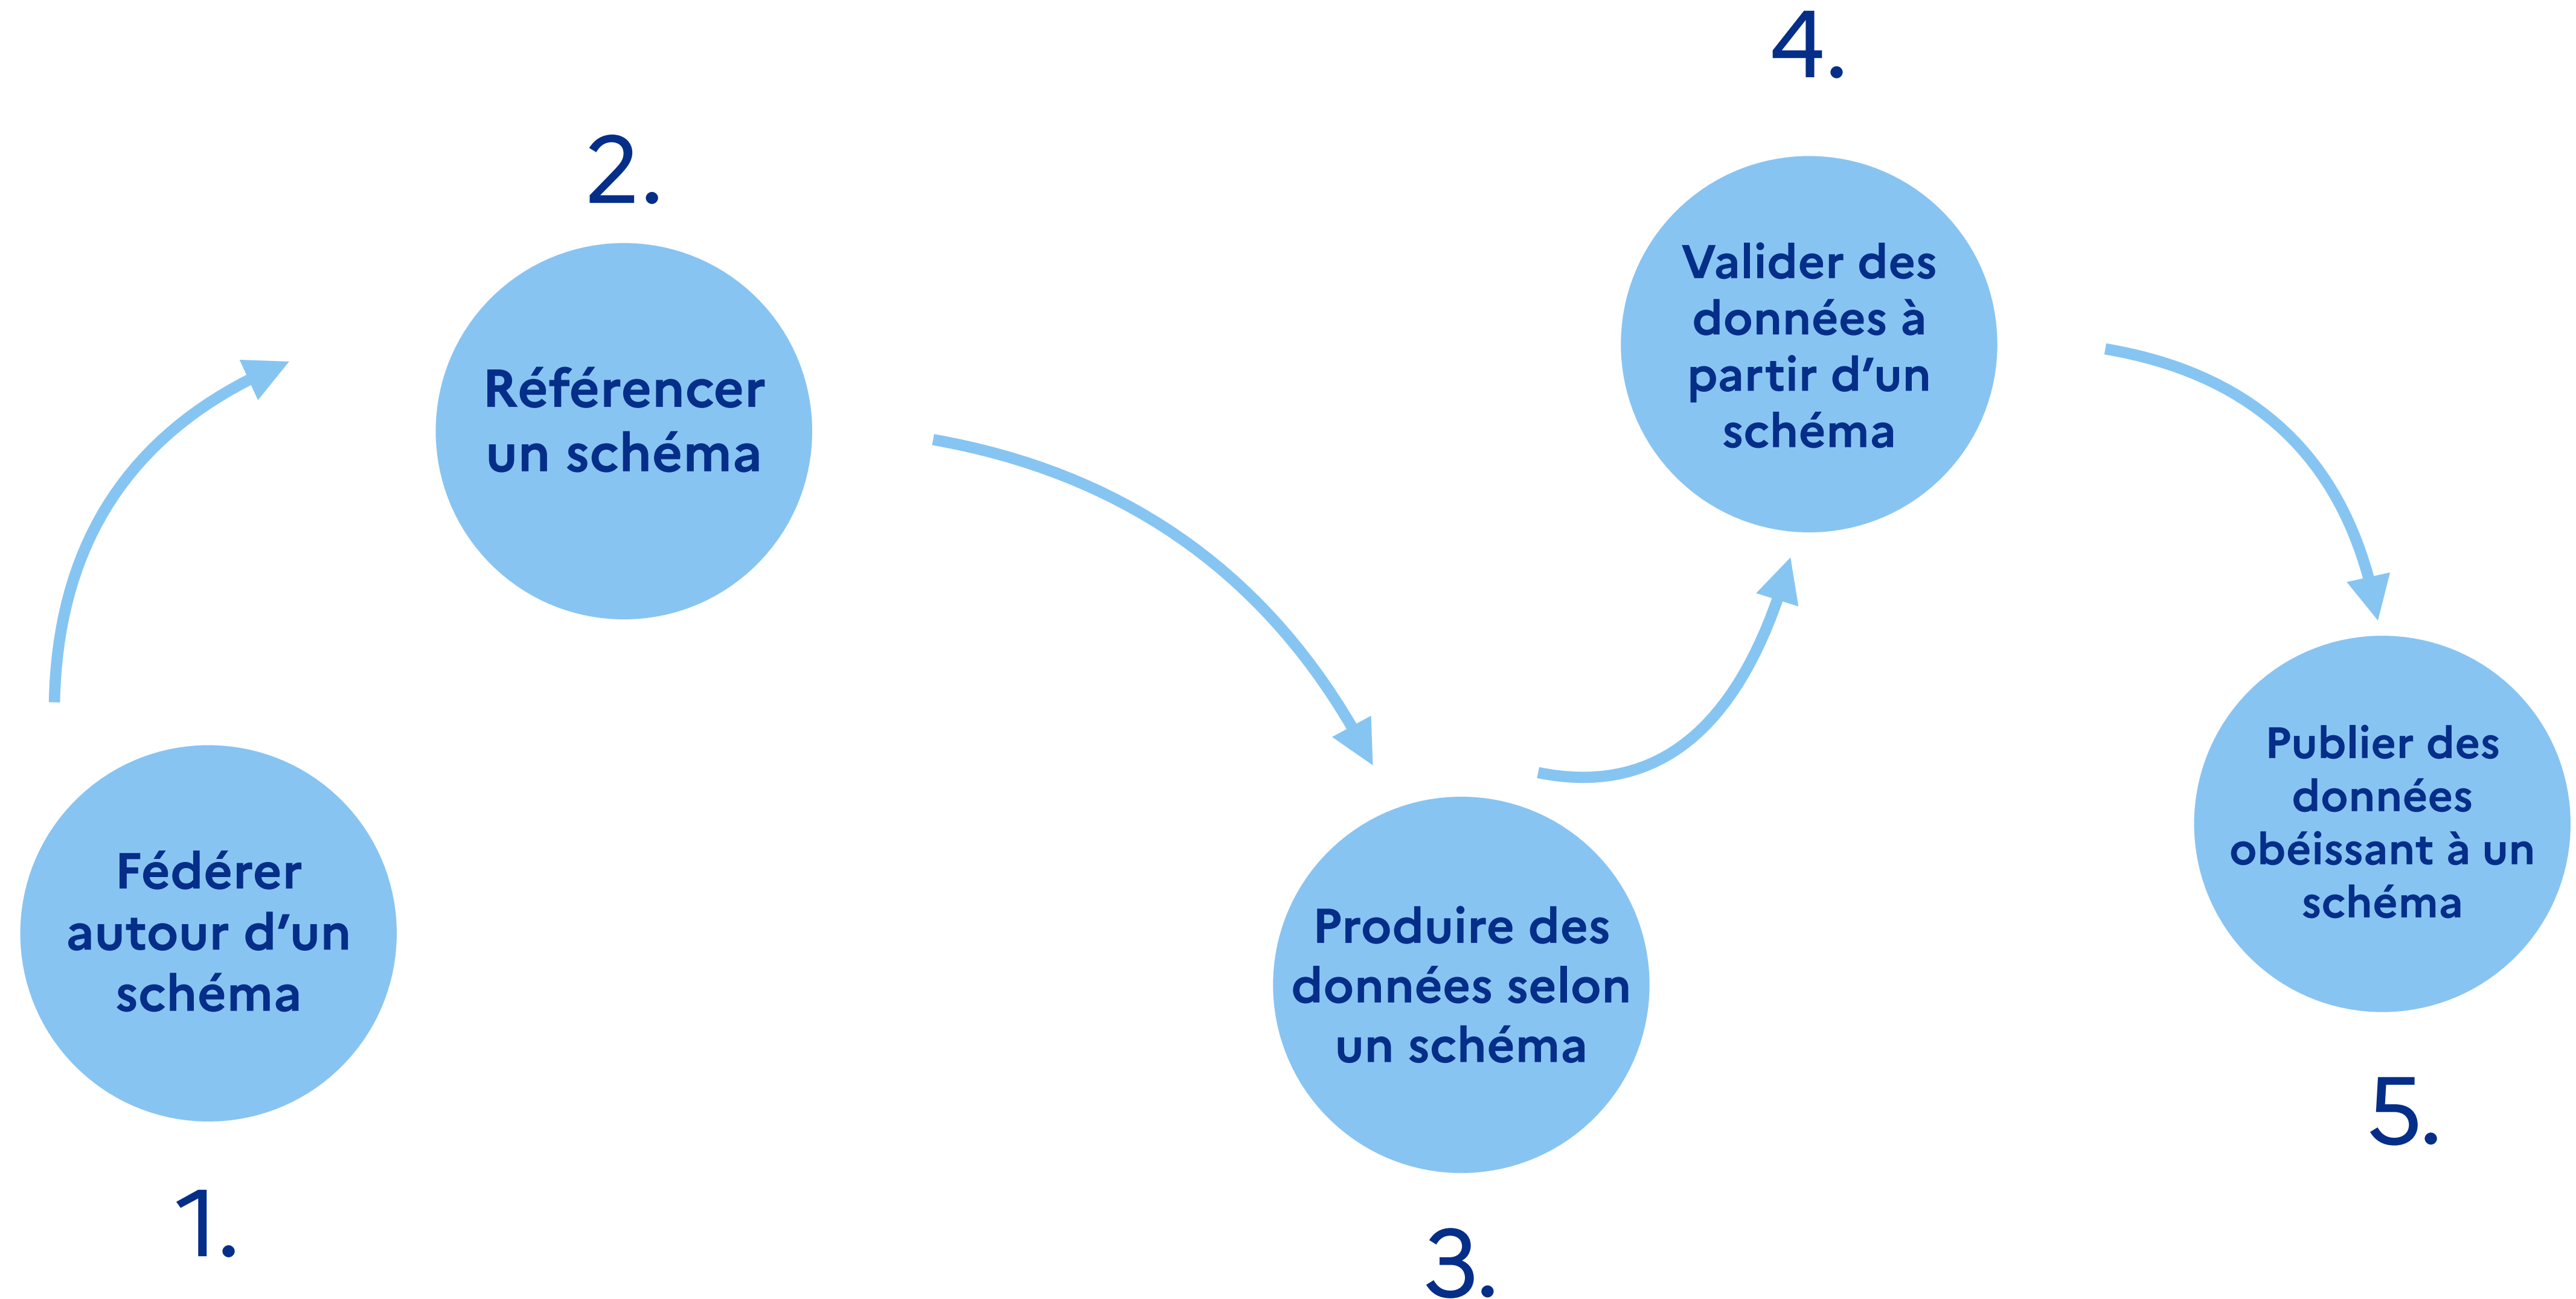 1.
Fédérer
autour d’un
schéma
2.
Référencer
un schéma
3.
Produire des
données selon
un schéma
4.
Valider des
données à
partir d’un
schéma
5.
Publier des
données
obéissant à un
schéma